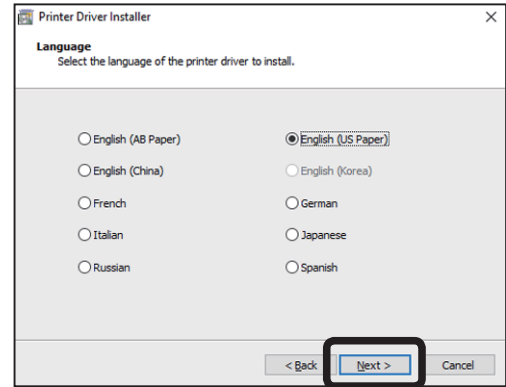 Printer Driver Installer
Language
Select the language of the printer driver to install.
English (AB Paper) English (US Paper)
English (China) English (Korea)
French German
Italian Japanese
Russian Spanish
< Back Next > Cancel